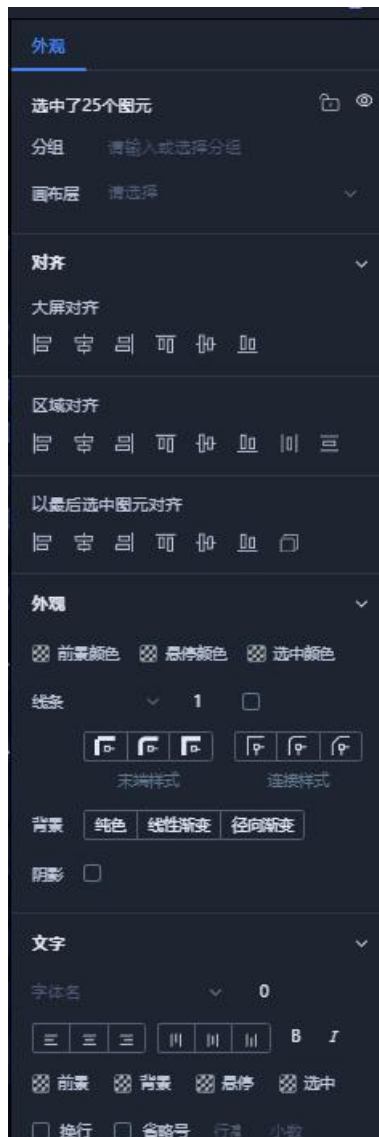 外观
选中了25个图元
分组 请输入或选择分组
画布层 请选择
对齐
大屏对齐
区域对齐
以最后选中图元对齐
外观
前景颜色 悬停颜色 选中颜色
线条 1
末端样式 连接样式
背景 纯色 线性渐变 径向渐变
阴影
文字
字体名 0
B I
前景 背景 悬停 选中
换行 省略号 行高 小数